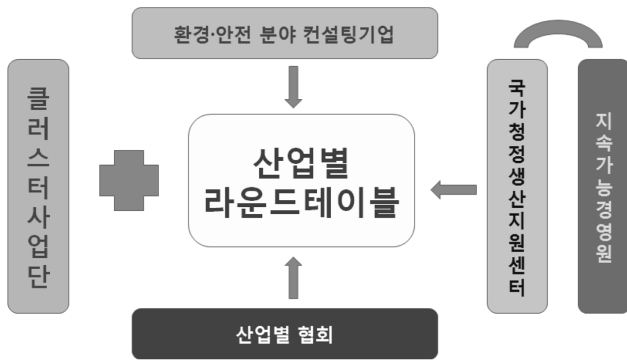 환경·안전 분야 컨설팅기업
클러스터사업단
산업별
라운드테이블
국가청정생산지원센터
지속가능경영원
산업별 협회